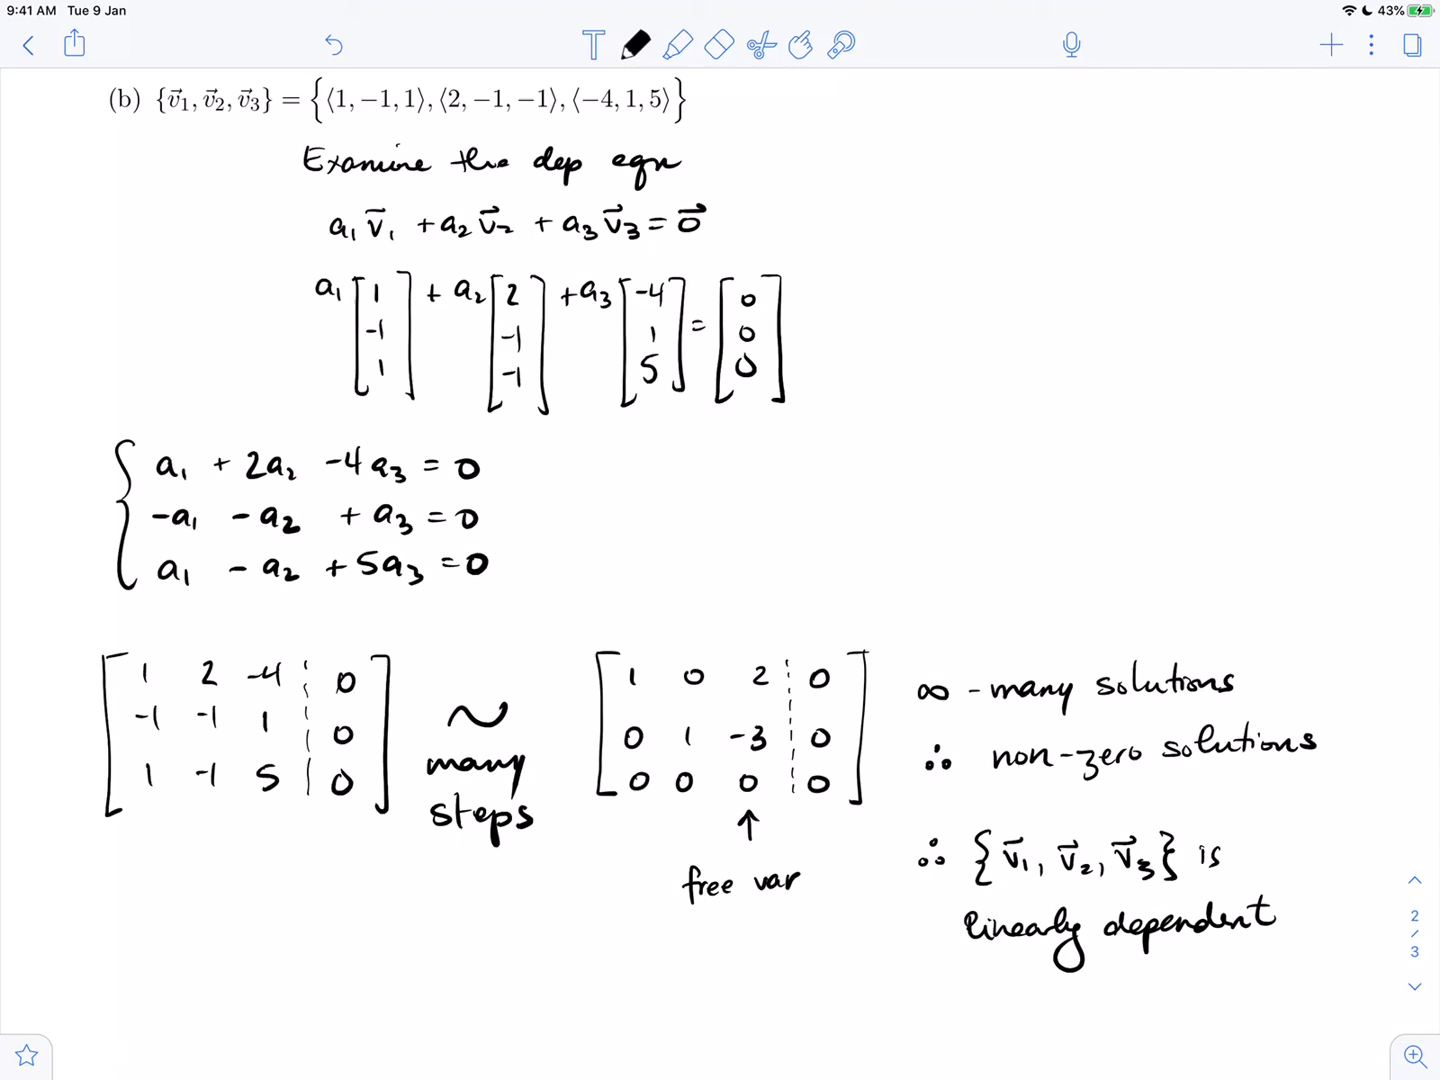 9:41 AM Tue 9 Jan
43%
T
(b) {v⃗1, v⃗2, v⃗3} = {⟨1, −1, 1⟩, ⟨2, −1, −1⟩, ⟨−4, 1, 5⟩}
Examine the dep eqn
a1 v⃗1 + a2 v⃗2 + a3 v⃗3 = 0⃗
a1 [1 + a2 [2 + a3 [-4 = [0
-1 -1 1 0
1] -1] 5] 0]
a1 + 2a2 - 4a3 = 0
-a1 - a2 + a3 = 0
a1 - a2 + 5a3 = 0
1 2 -4 | 0
-1 -1 1 | 0
1 -1 5 | 0
~
many
steps
1 0 2 | 0
0 1 -3 | 0
0 0 0 | 0
↑
free var
∞ - many solutions
∴ non-zero solutions
∴ {v⃗1, v⃗2, v⃗3} is
linearly dependent
2
/
3